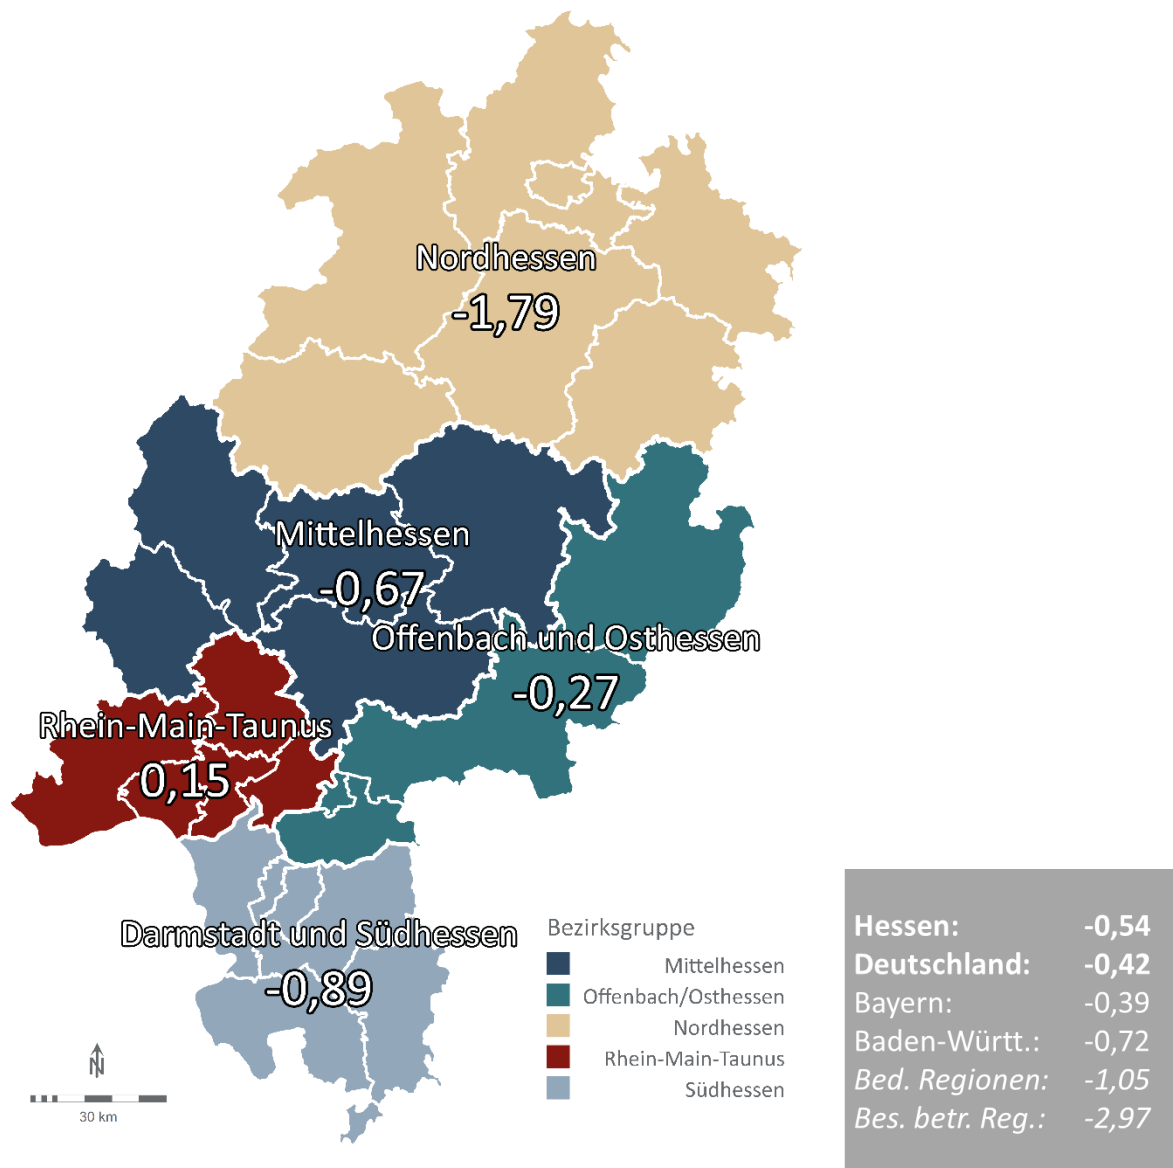 Nordhessen
-1,79
Mittelhessen
-0,67
Offenbach und Osthessen
-0,27
Rhein-Main-Taunus
0,15
Darmstadt und Südhessen
-0,89
Bezirksgruppe
Mittelhessen
Offenbach/Osthessen
Nordhessen
Rhein-Main-Taunus
Südhessen
N
30 km
Hessen: -0,54
Deutschland: -0,42
Bayern: -0,39
Baden-Württ.: -0,72
Bed. Regionen: -1,05
Bes. betr. Reg.: -2,97